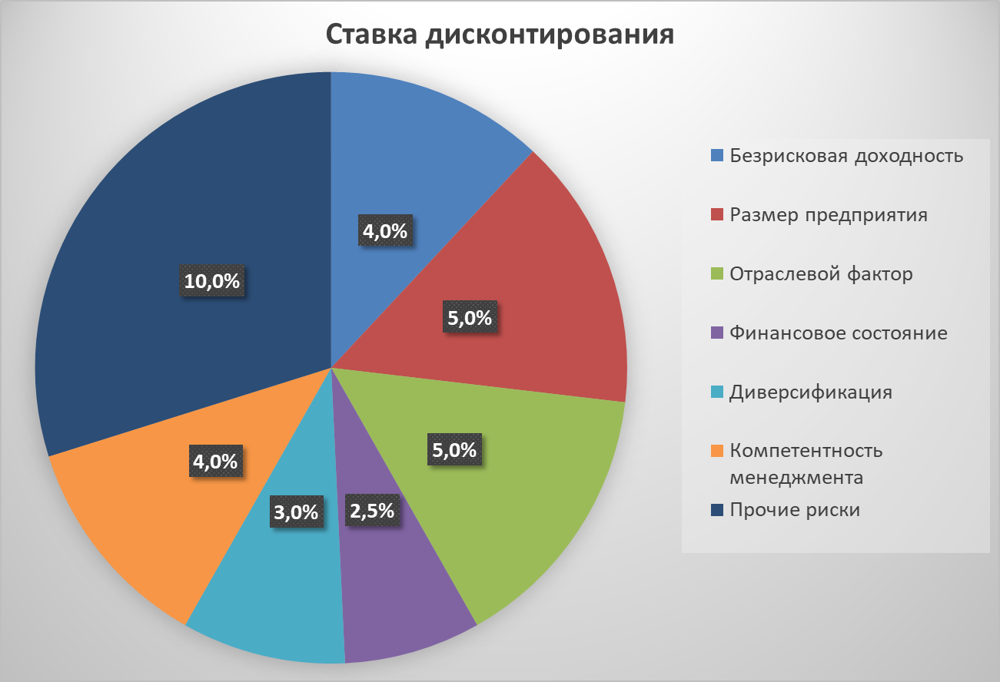 Ставка дисконтирования
4,0%
5,0%
5,0%
2,5%
3,0%
4,0%
10,0%
Безрисковая доходность
Размер предприятия
Отраслевой фактор
Финансовое состояние
Диверсификация
Компетентность
менеджмента
Прочие риски